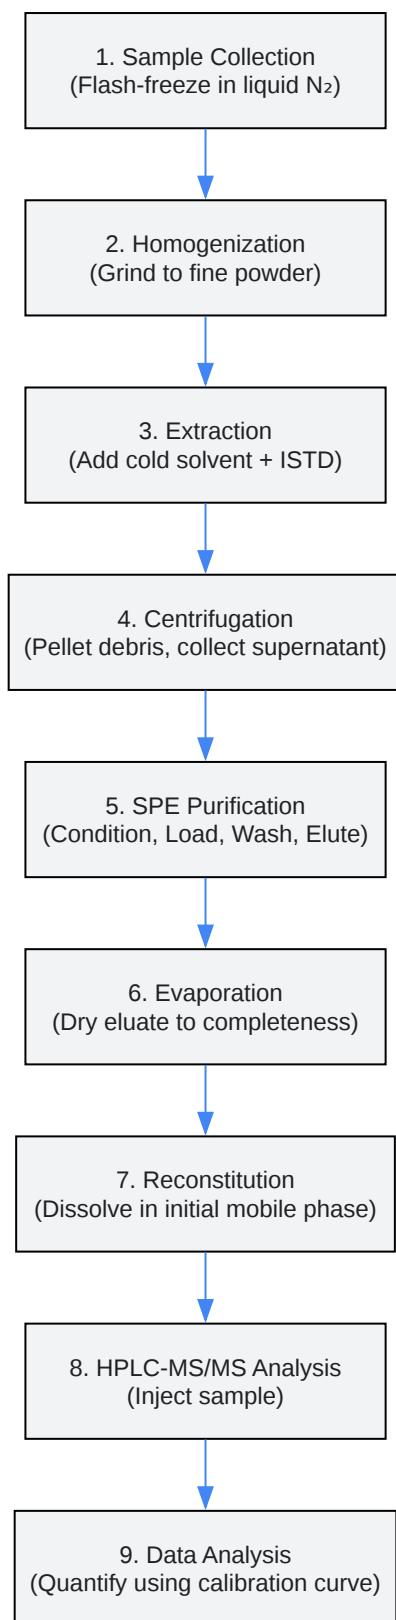 1. Sample Collection
(Flash-freeze in liquid N₂)
2. Homogenization
(Grind to fine powder)
3. Extraction
(Add cold solvent + ISTD)
4. Centrifugation
(Pellet debris, collect supernatant)
5. SPE Purification
(Condition, Load, Wash, Elute)
6. Evaporation
(Dry eluate to completeness)
7. Reconstitution
(Dissolve in initial mobile phase)
8. HPLC-MS/MS Analysis
(Inject sample)
9. Data Analysis
(Quantify using calibration curve)